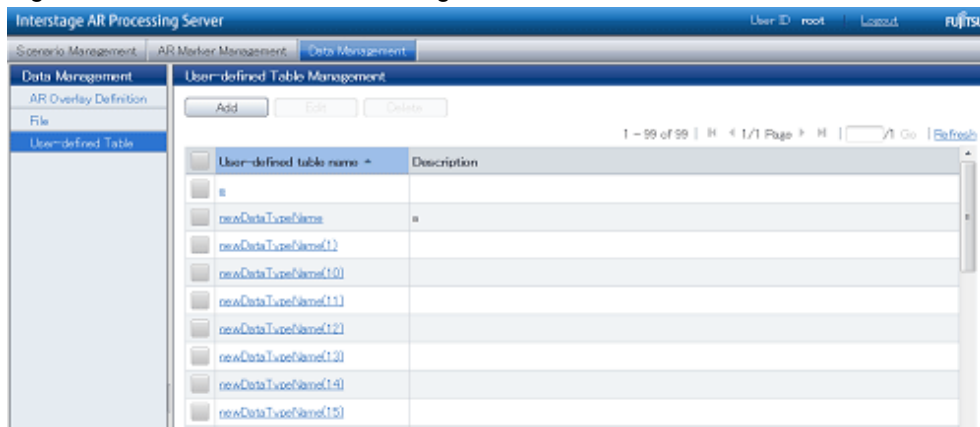 Interstage AR Processing Server
User ID root Logout FUJITSU
Scenario Management AR Marker Management Data Management
Data Management
AR Overlay Definition
File
User-defined Table
User-defined Table Management
Add Edit Delete
1 - 99 of 99 1/1 Page /1 Go Refresh
User-defined table name Description
a
newDataTypeName a
newDataTypeName(1)
newDataTypeName(10)
newDataTypeName(11)
newDataTypeName(12)
newDataTypeName(13)
newDataTypeName(14)
newDataTypeName(15)